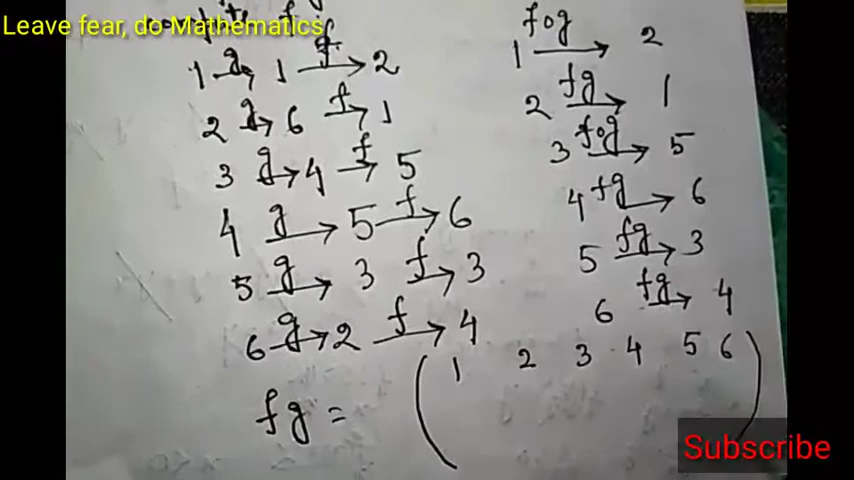 Leave fear, do Mathematics
fog
1 g→ 1 f→ 2
1 → 2
2 g→ 6 f→ 1
2 fg→ 1
3 g→ 4 f→ 5
3 fog→ 5
4 g→ 5 f→ 6
4 fg→ 6
5 g→ 3 f→ 3
5 fg→ 3
6 g→ 2 f→ 4
6 fg→ 4
fg = ( 1 2 3 4 5 6 )
Subscribe